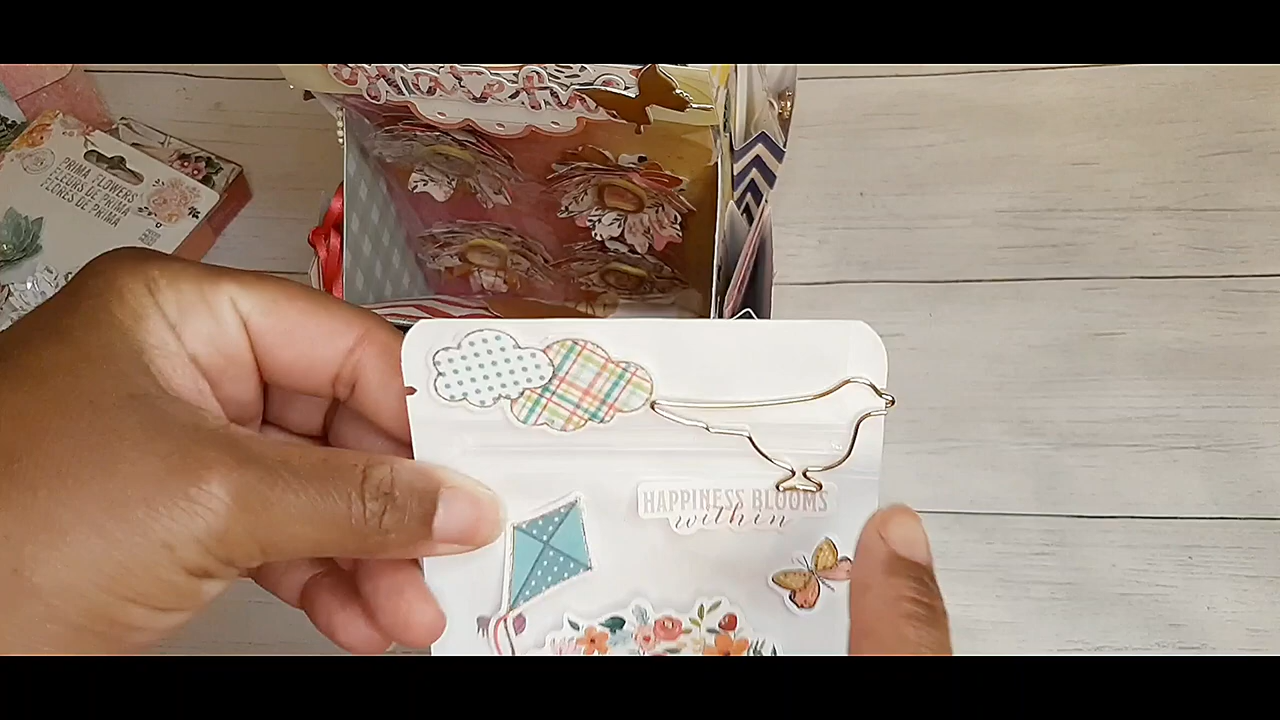 PRIMA FLOWERS
FLEURS DE PRIMA
FLORES DE PRIMA
HAPPINESS BLOOMS
within